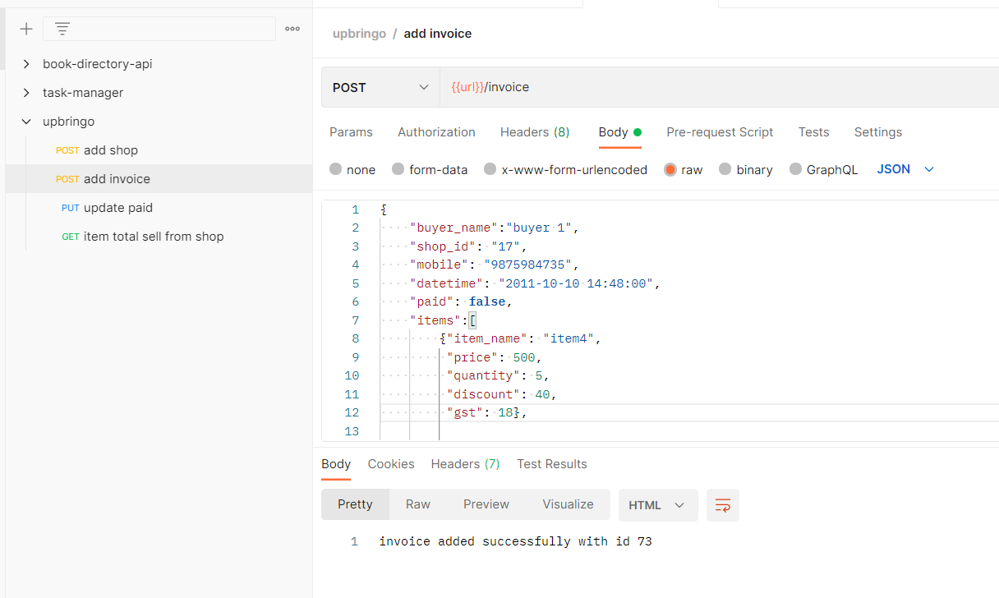 upbringo / add invoice
book-directory-api
task-manager
upbringo
POST add shop
POST add invoice
PUT update paid
GET item total sell from shop
POST {{url}}/invoice
Params Authorization Headers (8) Body Pre-request Script Tests Settings
none form-data x-www-form-urlencoded raw binary GraphQL JSON
1 {
2 "buyer_name":"buyer 1",
3 "shop_id": "17",
4 "mobile": "9875984735",
5 "datetime": "2011-10-10 14:48:00",
6 "paid": false,
7 "items":[
8 {"item_name": "item4",
9 "price": 500,
10 "quantity": 5,
11 "discount": 40,
12 "gst": 18},
13
Body Cookies Headers (7) Test Results
Pretty Raw Preview Visualize HTML
1 invoice added successfully with id 73